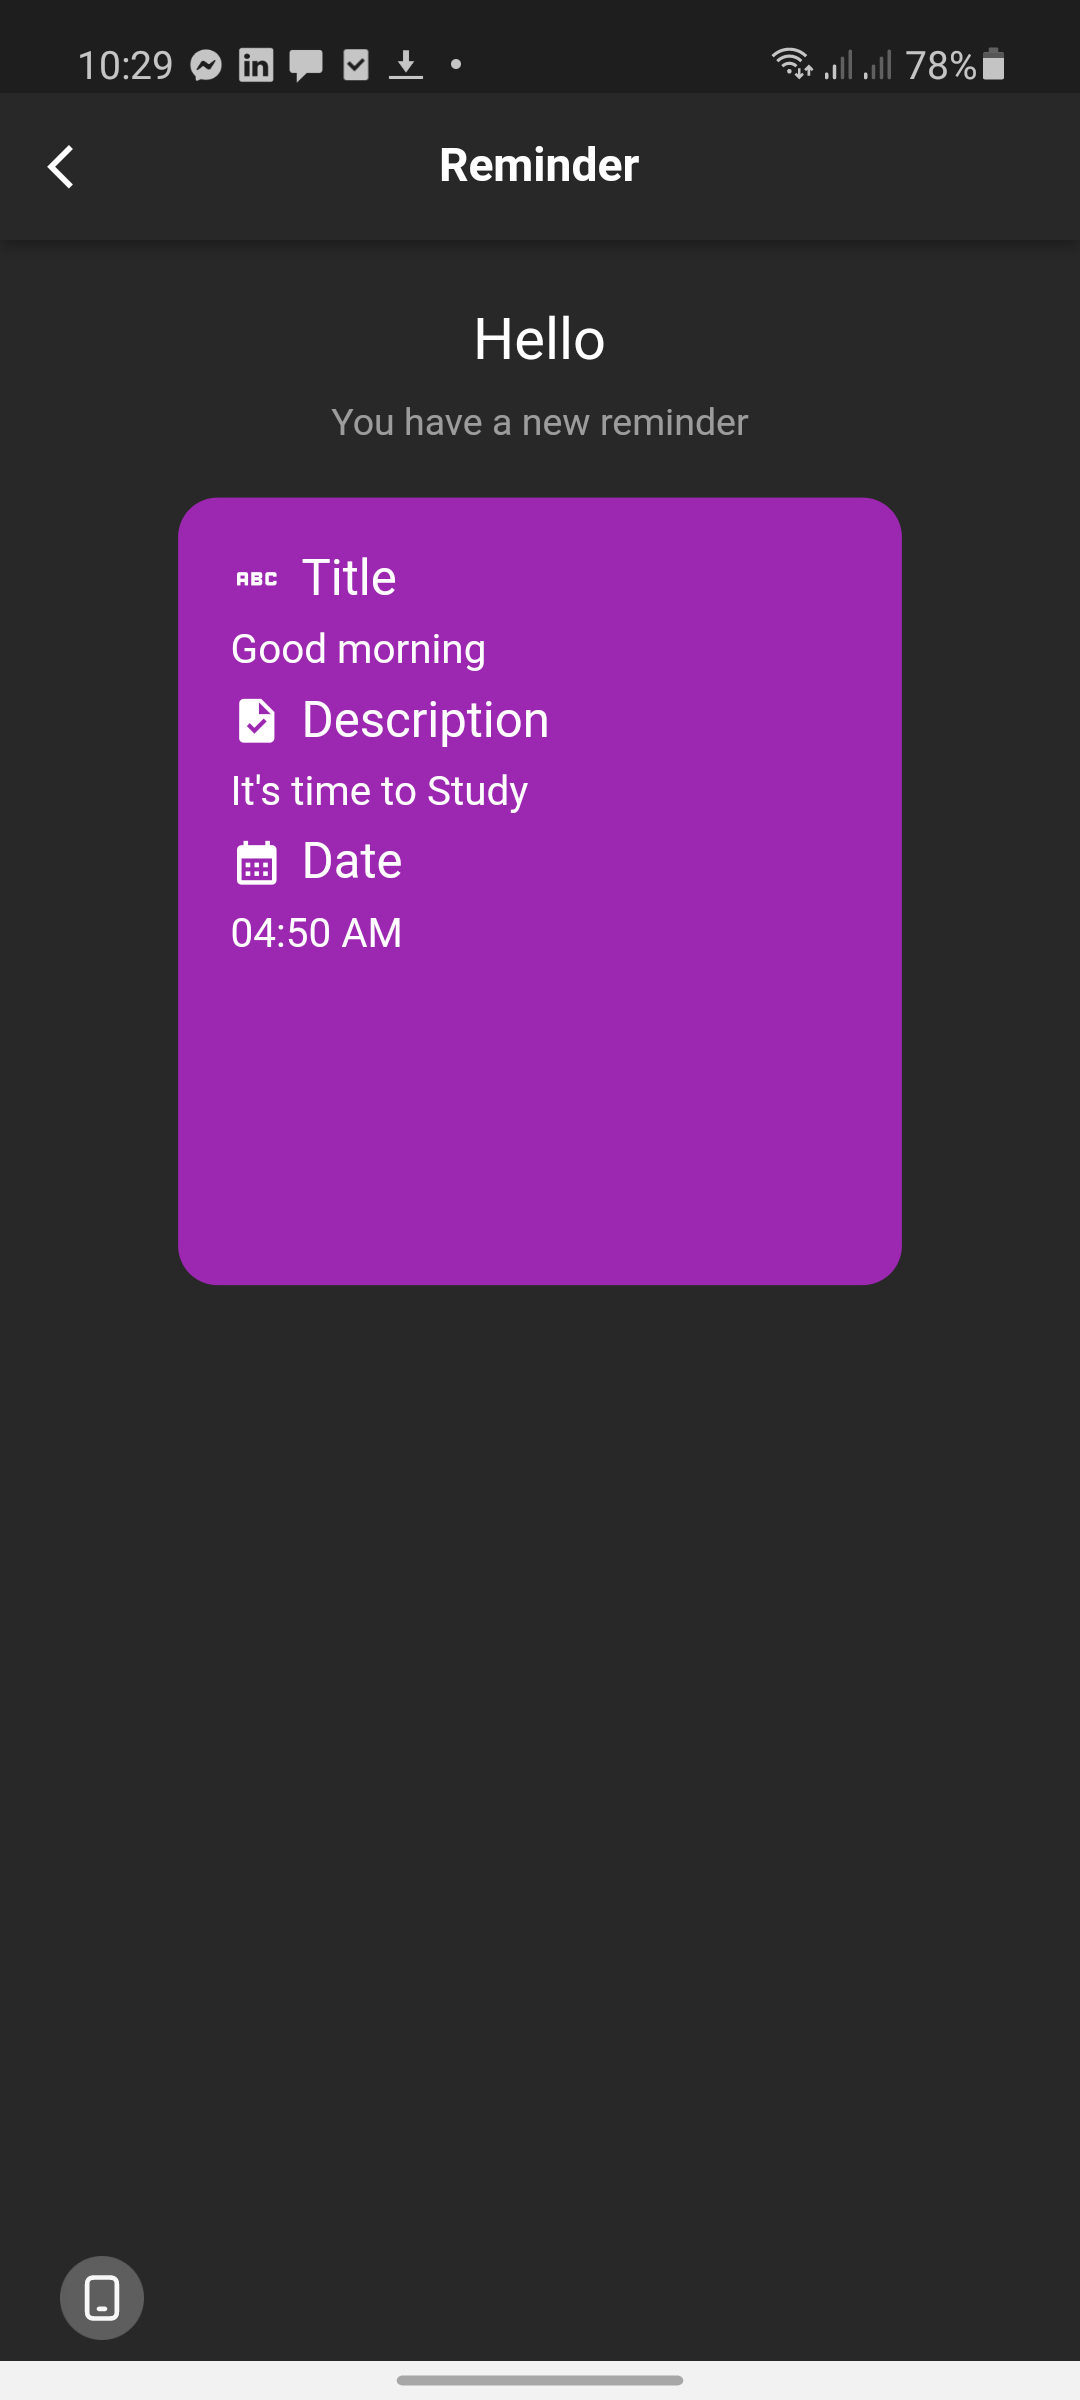 10:29
78%
Reminder
Hello
You have a new reminder
ABC Title
Good morning
Description
It's time to Study
Date
04:50 AM